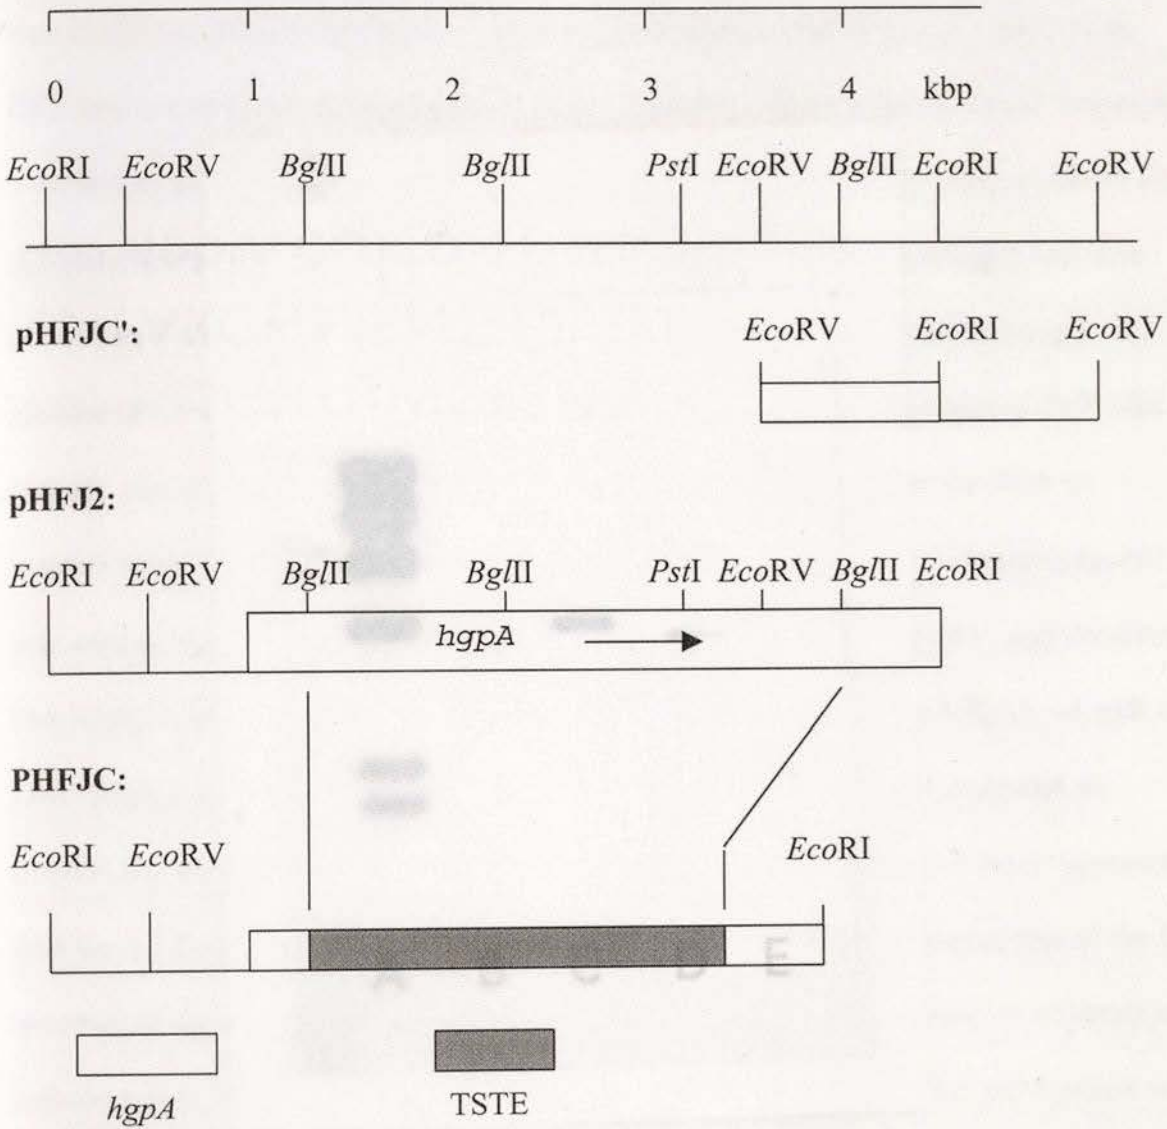 0 1 2 3 4 kbp
EcoRI EcoRV BglII BglII PstI EcoRV BglII EcoRI EcoRV
pHFJC':
EcoRV EcoRI EcoRV
pHFJ2:
EcoRI EcoRV BglII BglII PstI EcoRV BglII EcoRI
hgpA
PHFJC:
EcoRI EcoRV EcoRI
A B C D E
hgpA TSTE